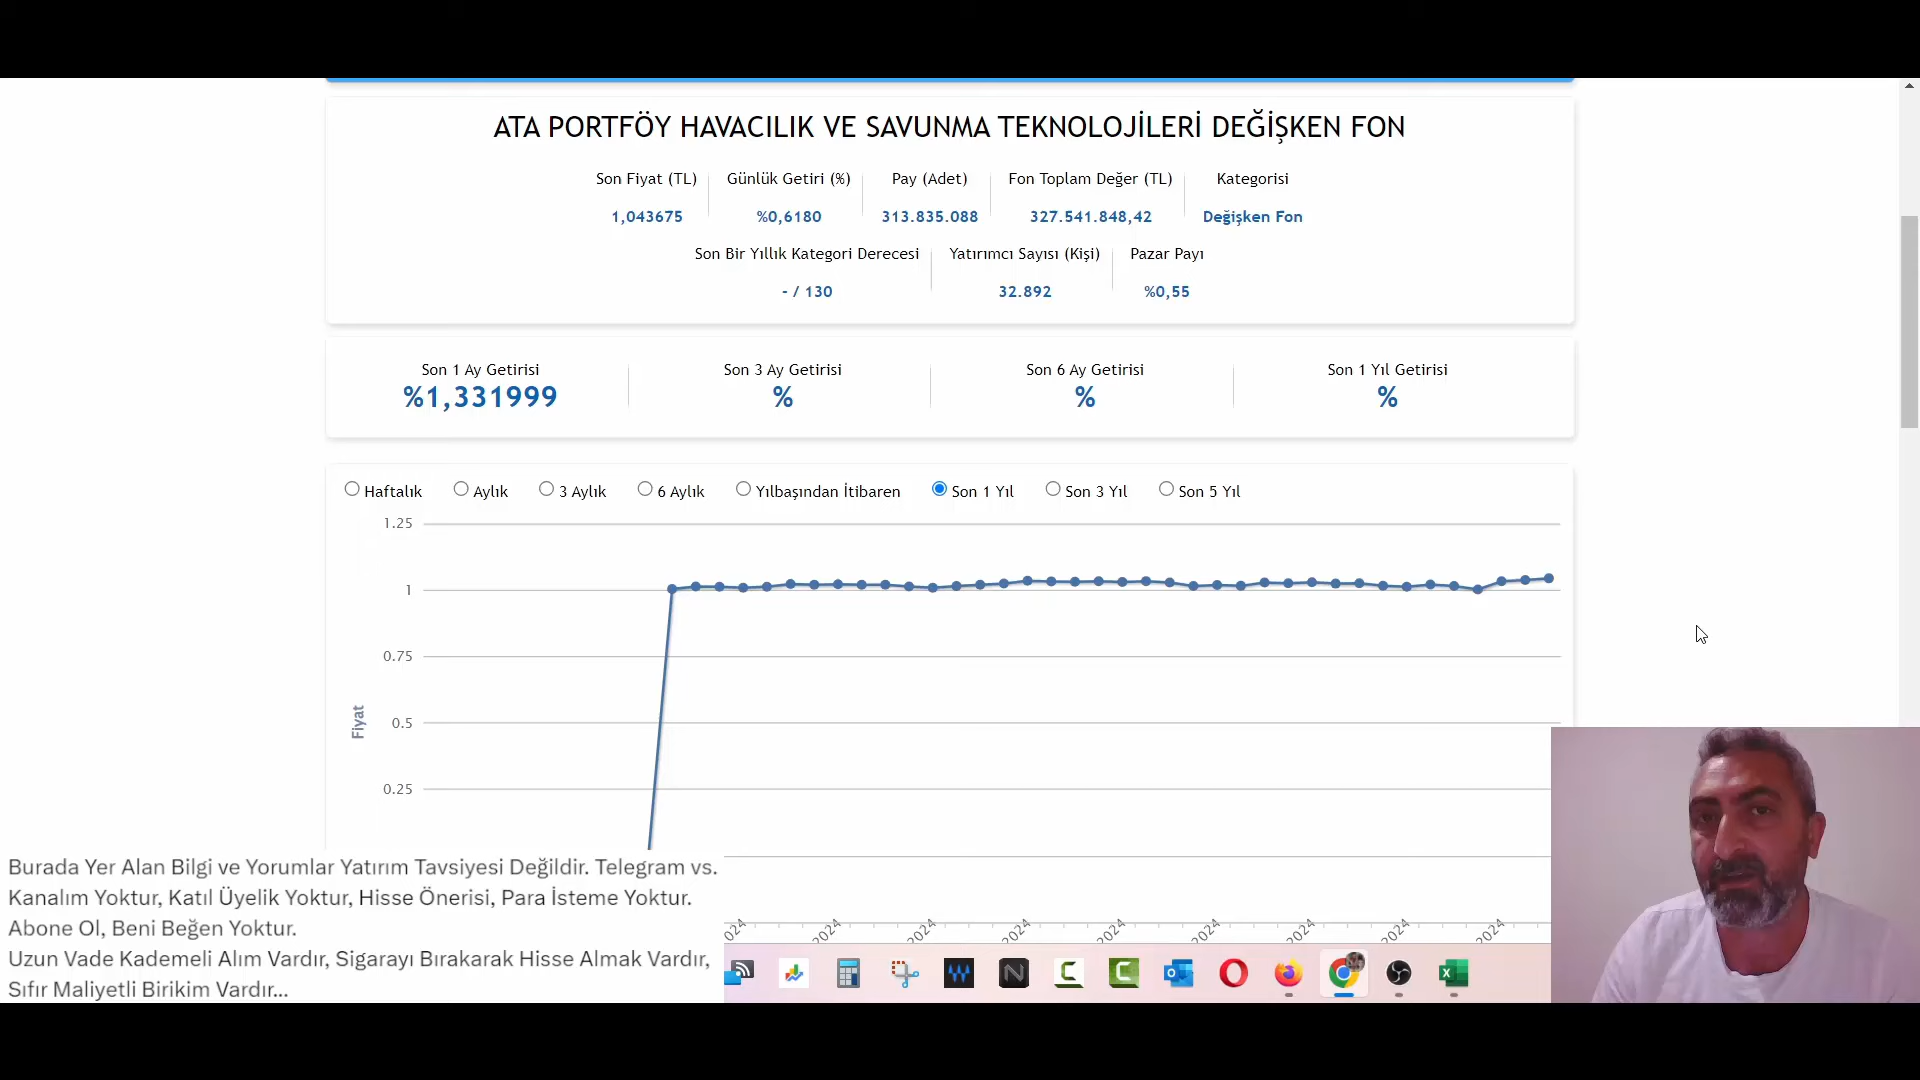 ATA PORTFÖY HAVACILIK VE SAVUNMA TEKNOLOJİLERİ DEĞİŞKEN FON
Son Fiyat (TL) Günlük Getiri (%) Pay (Adet) Fon Toplam Değer (TL) Kategorisi
1,043675 %0,6180 313.835.088 327.541.848,42 Değişken Fon
Son Bir Yıllık Kategori Derecesi Yatırımcı Sayısı (Kişi) Pazar Payı
- / 130 32.892 %0,55
Son 1 Ay Getirisi Son 3 Ay Getirisi Son 6 Ay Getirisi Son 1 Yıl Getirisi
%1,331999 % % %
Haftalık Aylık 3 Aylık 6 Aylık Yılbaşından İtibaren Son 1 Yıl Son 3 Yıl Son 5 Yıl
1.25
1
0.75
0.5
0.25
Fiyat
Burada Yer Alan Bilgi ve Yorumlar Yatırım Tavsiyesi Değildir. Telegram vs.
Kanalım Yoktur, Katıl Üyelik Yoktur, Hisse Önerisi, Para İsteme Yoktur.
Abone Ol, Beni Beğen Yoktur.
Uzun Vade Kademeli Alım Vardır, Sigarayı Bırakarak Hisse Almak Vardır,
Sıfır Maliyetli Birikim Vardır...